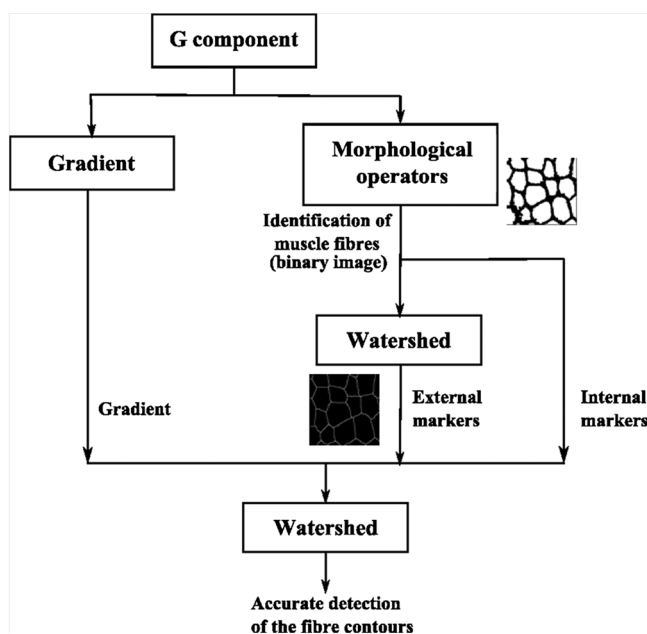 G component
Gradient
Morphological
operators
Identification of
muscle fibres
(binary image)
Watershed
Gradient
External
markers
Internal
markers
Watershed
Accurate detection
of the fibre contours